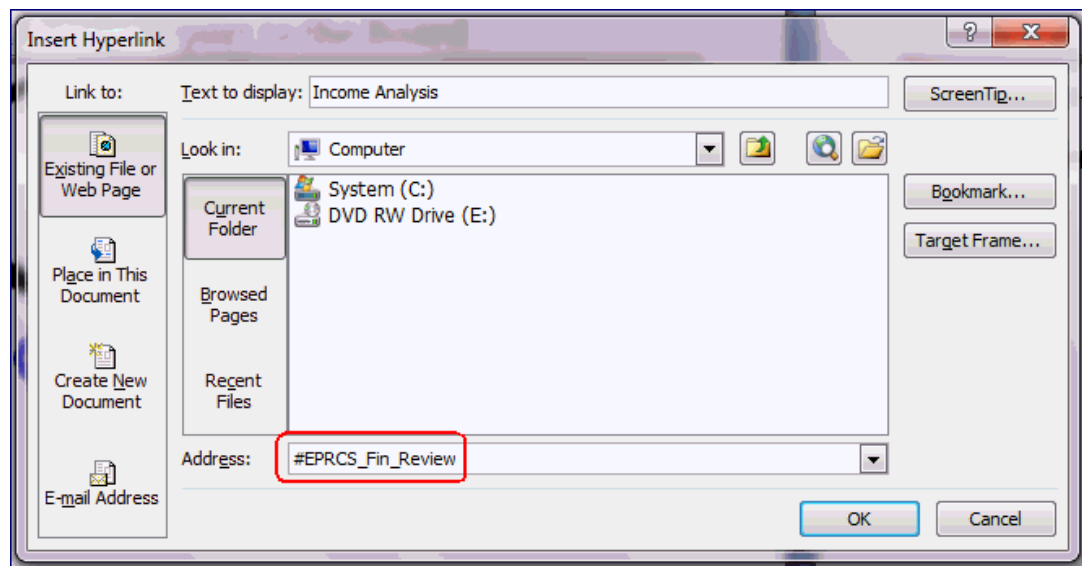 Insert Hyperlink
Link to:
Text to display: Income Analysis
ScreenTip...
Existing File or
Web Page
Look in: Computer
Current
Folder
System (C:)
DVD RW Drive (E:)
Bookmark...
Target Frame...
Place in This
Document
Browsed
Pages
Create New
Document
Recent
Files
E-mail Address
Address: #EPRCS_Fin_Review
OK
Cancel